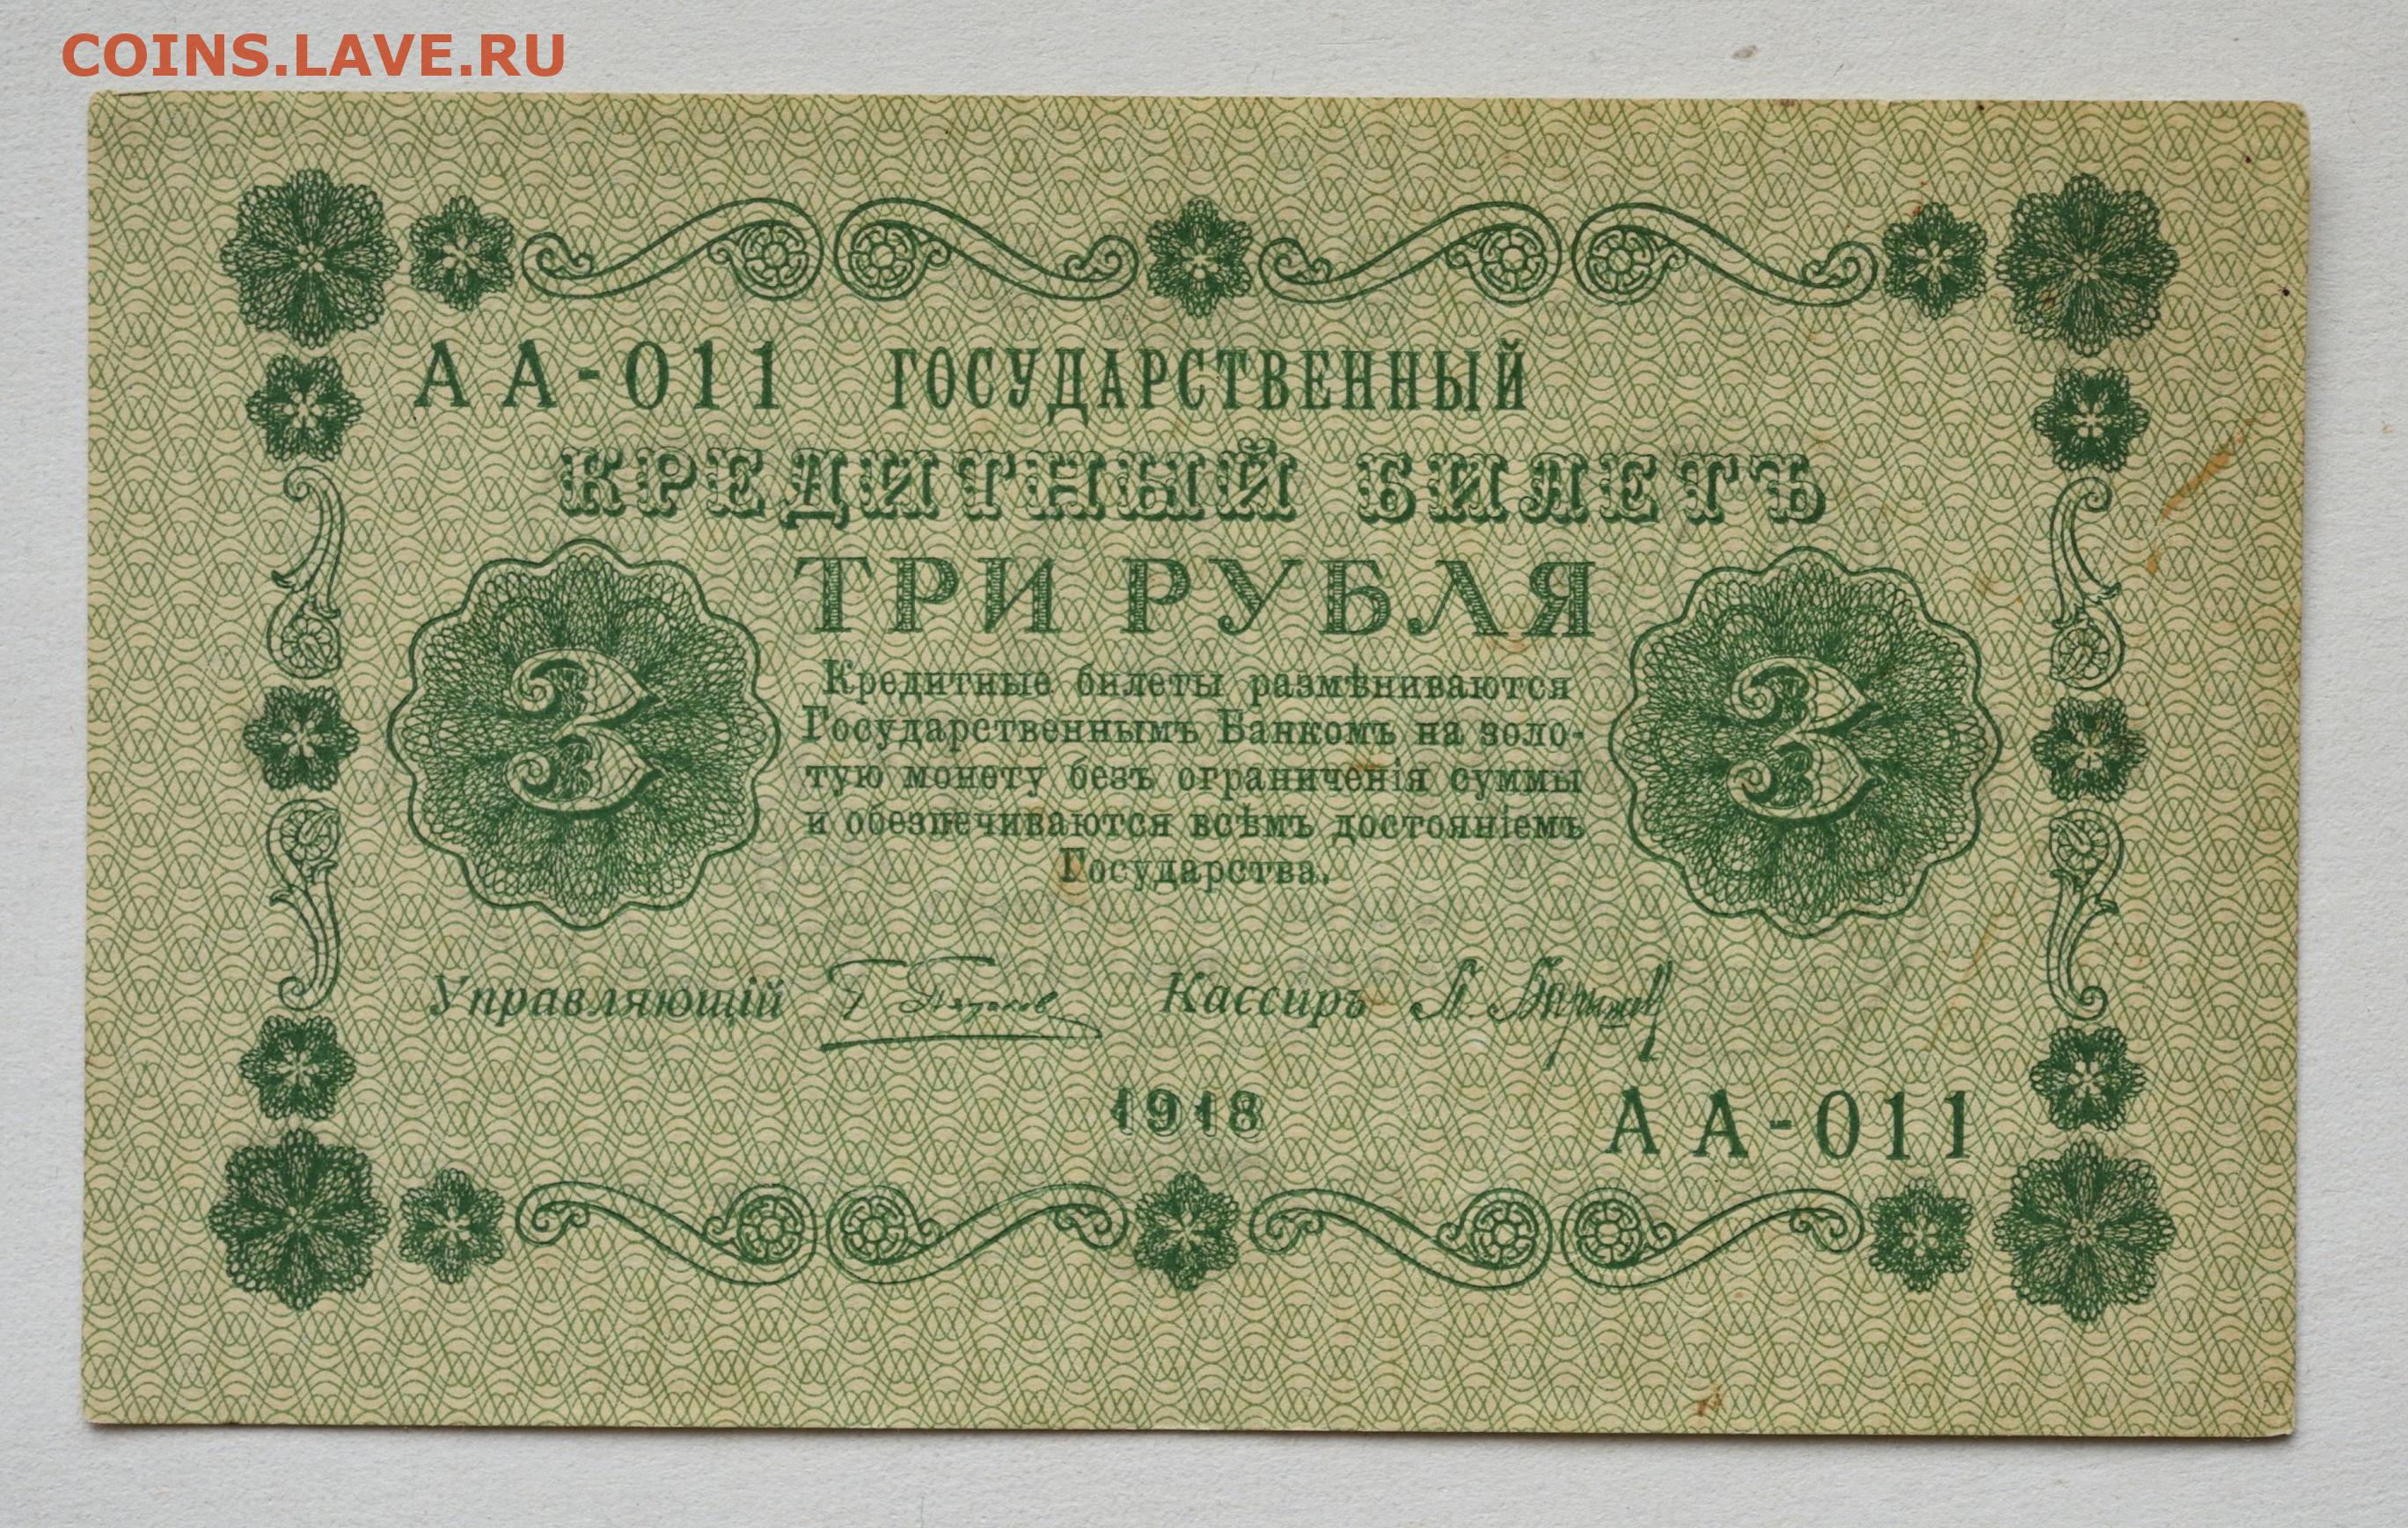 COINS.LAVE.RU
АА-011 ГОСУДАРСТВЕННЫЙ
КРЕДИТНЫЙ БИЛЕТЪ
ТРИ РУБЛЯ
3
3
Кредитные билеты размѣниваются
Государственнымъ Банкомъ на золо-
тую монету безъ ограниченія суммы
и обезпечиваются всѣмъ достояніемъ
Государства.
Управляющій Г. Пятаков Кассиръ
1918
АА-011